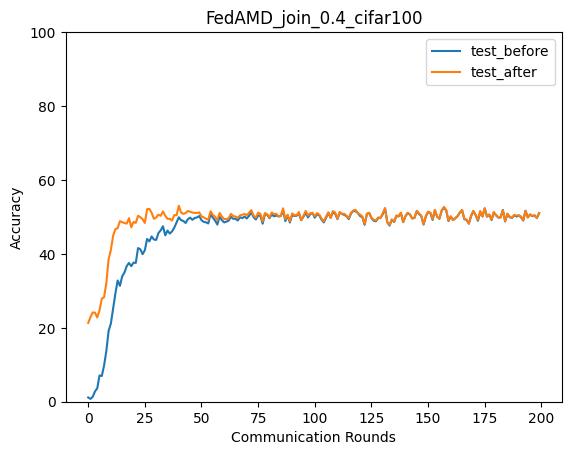 FedAMD_join_0.4_cifar100
test_before
test_after
Accuracy
100
80
60
40
20
0
0 25 50 75 100 125 150 175 200
Communication Rounds